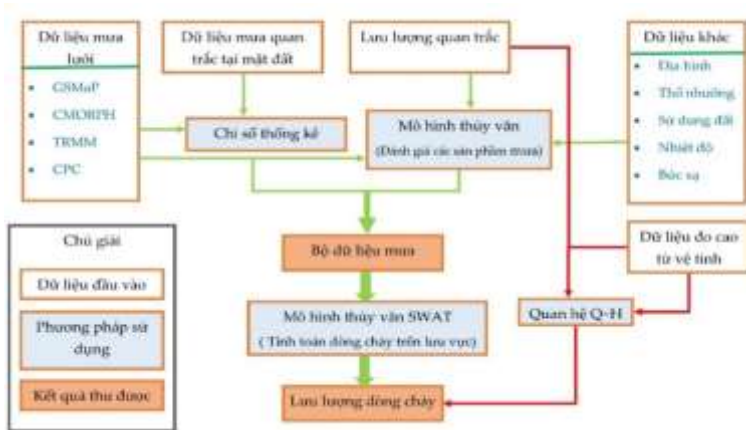 Dữ liệu mưa
lưới
GSMaP
CMORPH
TRMM
CPC
Dữ liệu mưa quan
trắc tại mặt đất
Lưu lượng quan trắc
Dữ liệu khác
Địa hình
Thổ nhưỡng
Sử dụng đất
Nhiệt độ
Bức xạ
Chỉ số thống kê
Mô hình thủy văn
(Đánh giá các sản phẩm mưa)
Chú giải
Dữ liệu đầu vào
Phương pháp sử
dụng
Kết quả thu được
Bộ dữ liệu mưa
Dữ liệu đo cao
từ vệ tinh
Mô hình thủy văn SWAT
( Tính toán dòng chảy trên lưu vực)
Quan hệ Q-H
Lưu lượng dòng chảy